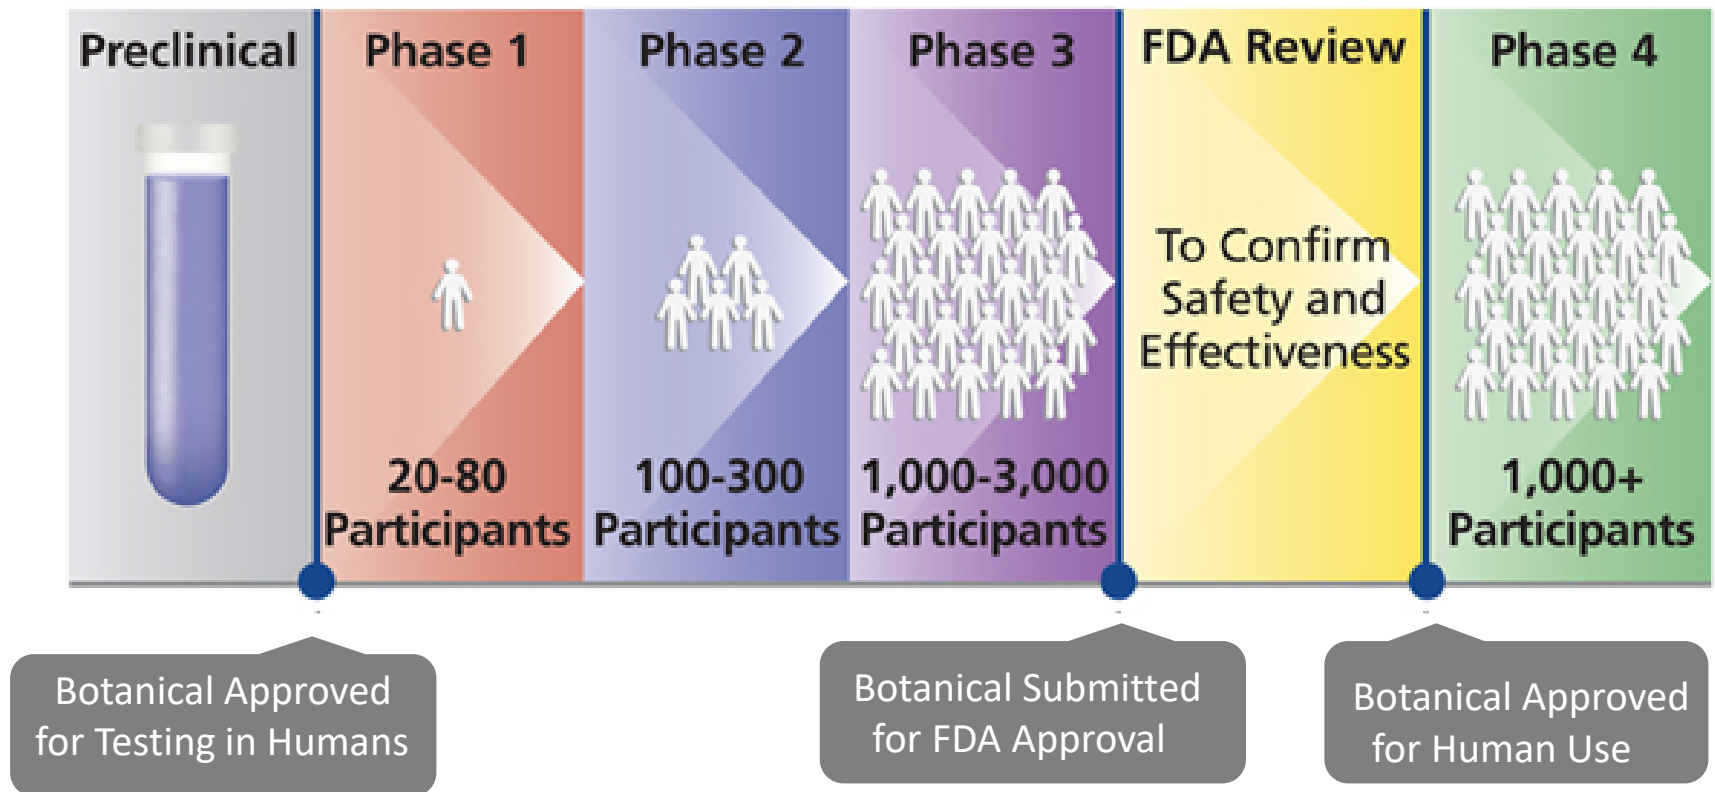 Preclinical
Phase 1
Phase 2
Phase 3
FDA Review
Phase 4
To Confirm
Safety and
Effectiveness
20-80
Participants
100-300
Participants
1,000-3,000
Participants
1,000+
Participants
Botanical Approved
for Testing in Humans
Botanical Submitted
for FDA Approval
Botanical Approved
for Human Use